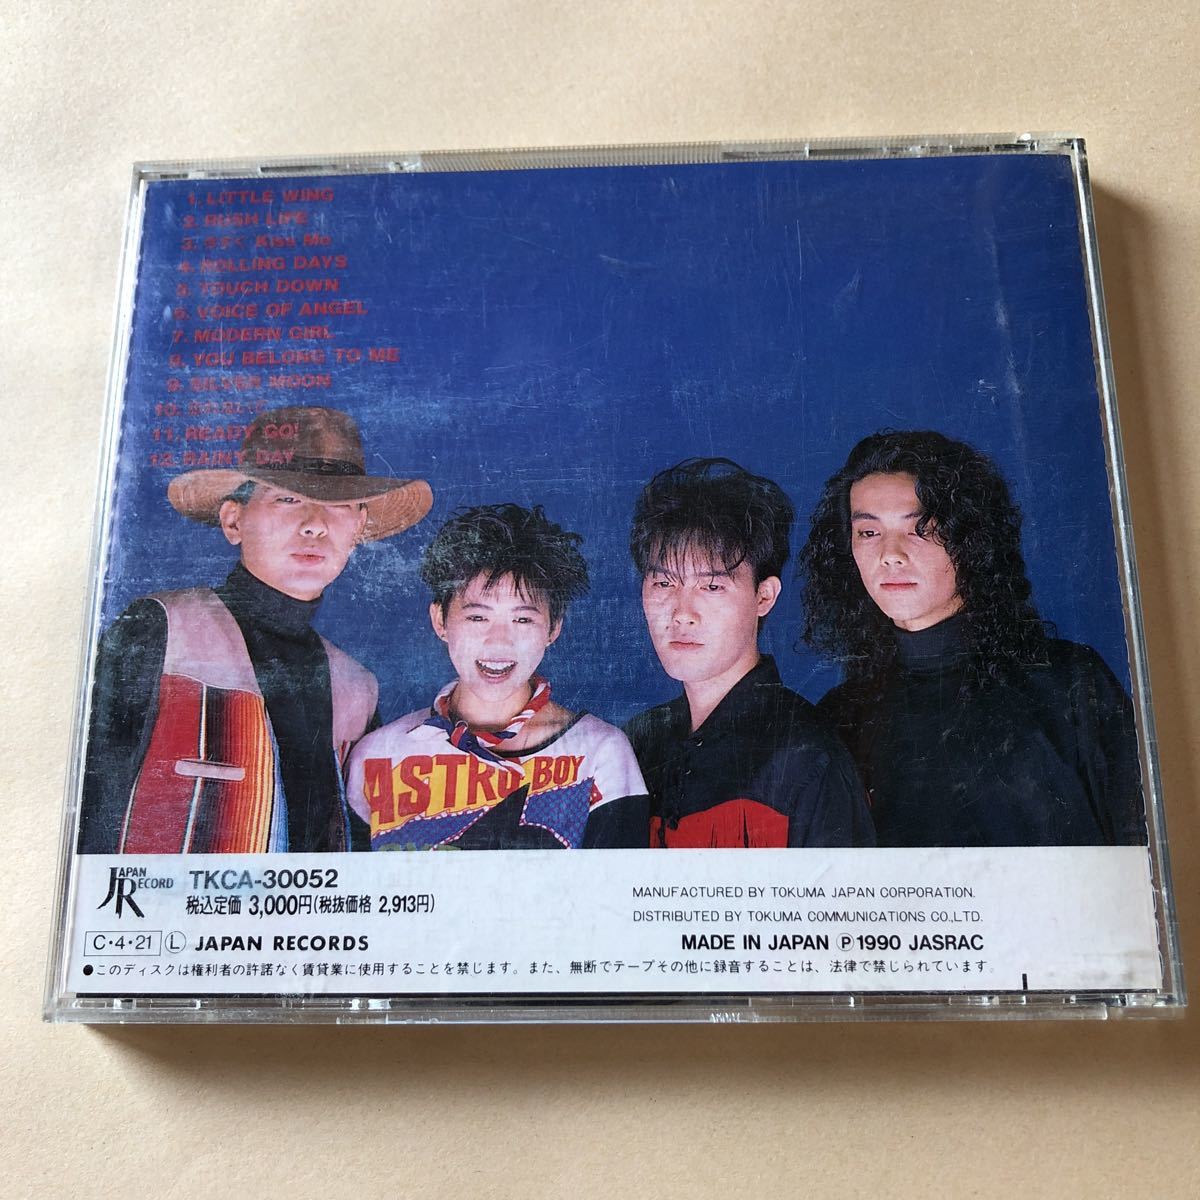 1. LITTLE WING
2. RUSH LIFE
3. Kiss Me
4. ROLLING DAYS
5. TOUCH DOWN
6. VOICE OF ANGEL
7. MODERN GIRL
8. YOU BELONG TO ME
9. SILVER MOON
10.
11. READY GO!
12. RAINY DAY
ASTRO BOY
JAPAN RECORD
TKCA-30052
税込定価 3,000円(税抜価格 2,913円)
C・4・21 Ⓛ JAPAN RECORDS
MANUFACTURED BY TOKUMA JAPAN CORPORATION.
DISTRIBUTED BY TOKUMA COMMUNICATIONS CO.,LTD.
MADE IN JAPAN Ⓟ1990 JASRAC
●このディスクは権利者の許諾なく賃貸業に使用することを禁じます。また、無断でテープその他に録音することは、法律で禁じられています。